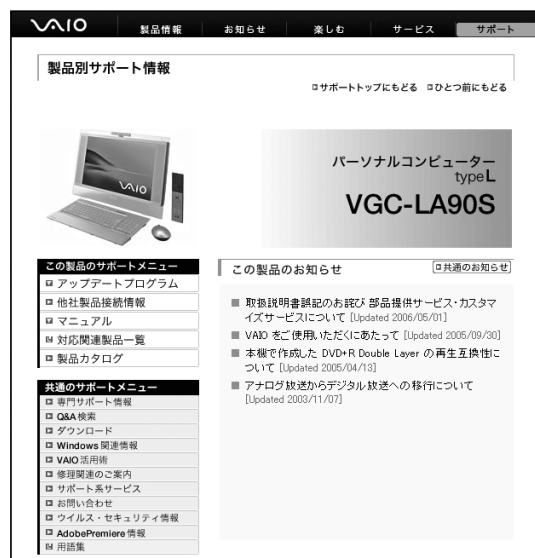 VAIO
製品情報 お知らせ 楽しむ サービス サポート
製品別サポート情報
サポートトップにもどる ひとつ前にもどる
VAIO
パーソナルコンピューター
typeL
VGC-LA90S
この製品のサポートメニュー
アップデートプログラム
他社製品接続情報
マニュアル
対応関連製品一覧
製品カタログ
この製品のお知らせ
共通のお知らせ
取扱説明書誤記のお詫び 部品提供サービス・カスタマ
イズサービスについて [Updated 2006/05/01]
VAIO をご使用いただくにあたって [Updated 2005/09/30]
本機で作成した DVD+R Double Layer の再生互換性に
ついて [Updated 2005/04/13]
アナログ放送からデジタル放送への移行について
[Updated 2003/11/07]
共通のサポートメニュー
専門サポート情報
Q&A検索
ダウンロード
Windows関連情報
VAIO活用術
修理関連のご案内
サポート系サービス
お問い合わせ
ウイルス・セキュリティ情報
AdobePremiere情報
用語集